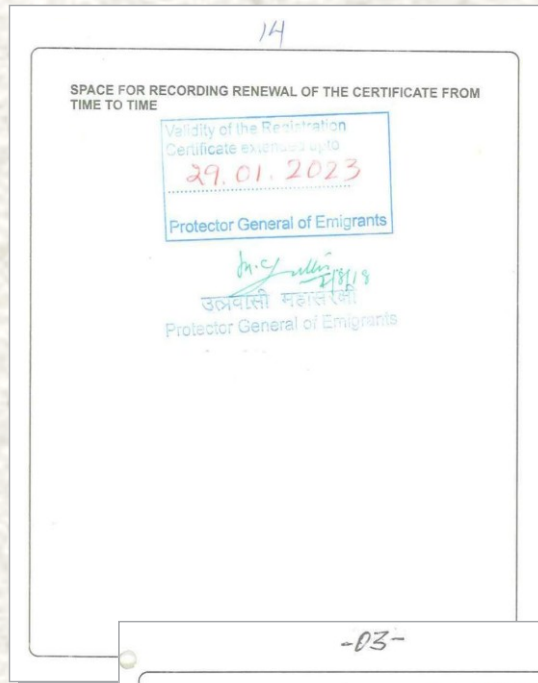 14
SPACE FOR RECORDING RENEWAL OF THE CERTIFICATE FROM
TIME TO TIME
Validity of the Registration
Certificate extended upto
29.01.2023
Protector General of Emigrants
उत्प्रवासी महासंरक्षी
Protector General of Emigrants
-03-